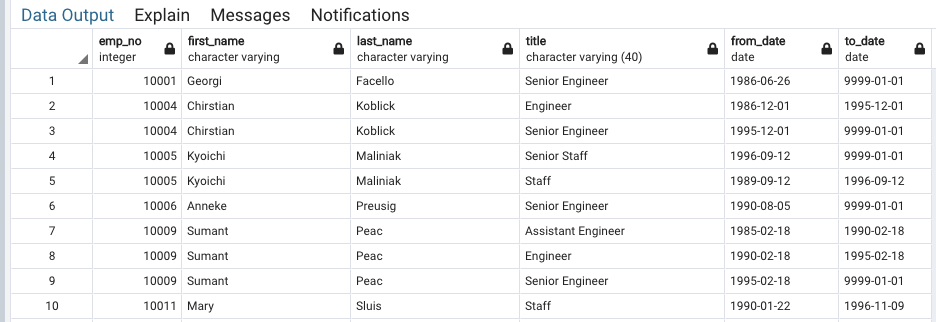 Data Output Explain Messages Notifications
emp_no first_name last_name title from_date to_date
integer character varying character varying character varying (40) date date
1 10001 Georgi Facello Senior Engineer 1986-06-26 9999-01-01
2 10004 Chirstian Koblick Engineer 1986-12-01 1995-12-01
3 10004 Chirstian Koblick Senior Engineer 1995-12-01 9999-01-01
4 10005 Kyoichi Maliniak Senior Staff 1996-09-12 9999-01-01
5 10005 Kyoichi Maliniak Staff 1989-09-12 1996-09-12
6 10006 Anneke Preusig Senior Engineer 1990-08-05 9999-01-01
7 10009 Sumant Peac Assistant Engineer 1985-02-18 1990-02-18
8 10009 Sumant Peac Engineer 1990-02-18 1995-02-18
9 10009 Sumant Peac Senior Engineer 1995-02-18 9999-01-01
10 10011 Mary Sluis Staff 1990-01-22 1996-11-09